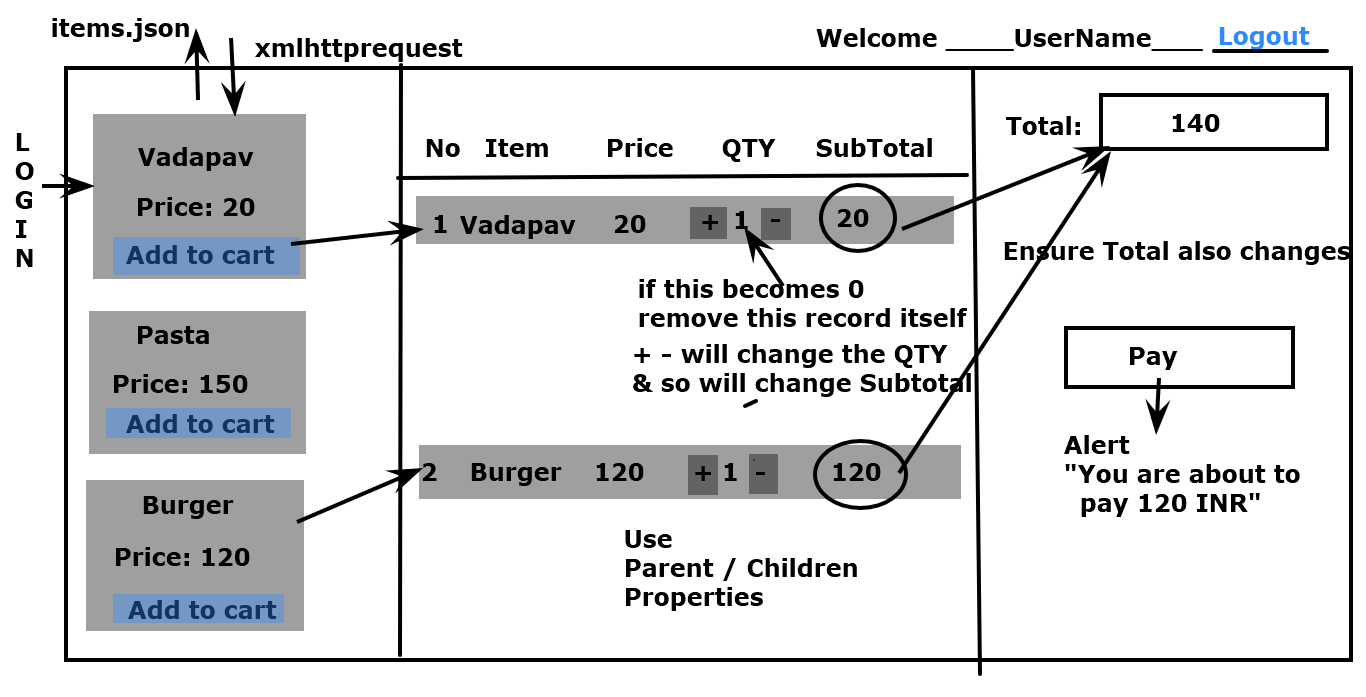 items.json
xmlhttprequest
Welcome _____UserName____ Logout
L
O
G
I
N
Vadapav
Price: 20
Add to cart
Pasta
Price: 150
Add to cart
Burger
Price: 120
Add to cart
No Item Price QTY SubTotal
1 Vadapav 20 + 1 - 20
if this becomes 0
remove this record itself
+ - will change the QTY
& so will change Subtotal
2 Burger 120 + 1 - 120
Use
Parent / Children
Properties
Total: 140
Ensure Total also changes
Pay
Alert
"You are about to
pay 120 INR"